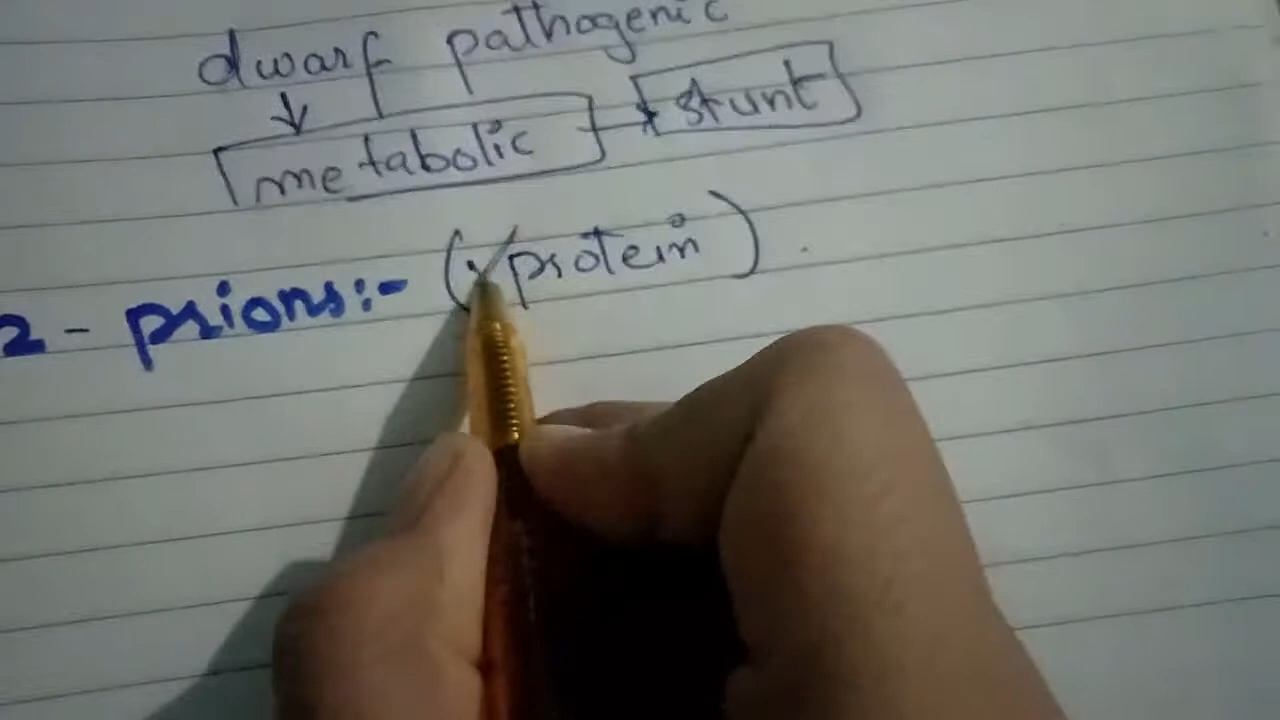 dwarf pathogenic
metabolic → stunt
2 - prions:- (✓protein).